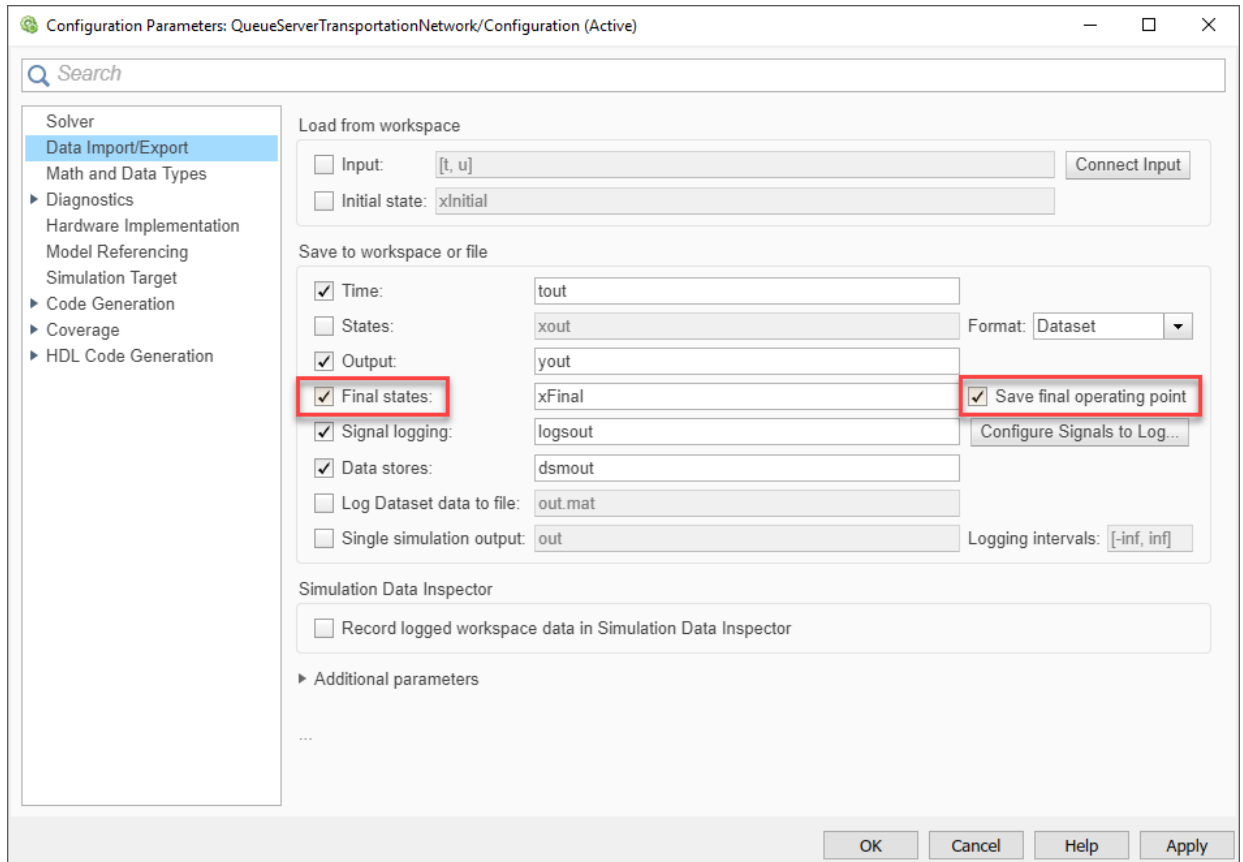 Configuration Parameters: QueueServerTransportationNetwork/Configuration (Active)
Search
Solver
Data Import/Export
Math and Data Types
Diagnostics
Hardware Implementation
Model Referencing
Simulation Target
Code Generation
Coverage
HDL Code Generation
Load from workspace
Input: [t, u] Connect Input
Initial state: xInitial
Save to workspace or file
Time: tout
States: xout Format: Dataset
Output: yout
Final states: xFinal Save final operating point
Signal logging: logsout Configure Signals to Log...
Data stores: dsmout
Log Dataset data to file: out.mat
Single simulation output: out Logging intervals: [-inf, inf]
Simulation Data Inspector
Record logged workspace data in Simulation Data Inspector
Additional parameters
...
OK Cancel Help Apply